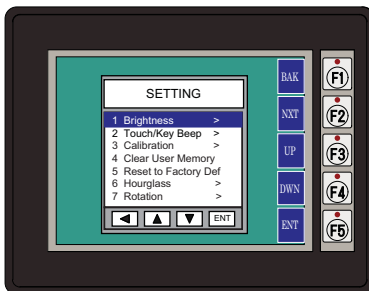 SETTING
1 Brightness >
2 Touch/Key Beep >
3 Calibration >
4 Clear User Memory
5 Reset to Factory Def
6 Hourglass >
7 Rotation >
ENT
BAK
NXT
UP
DWN
ENT
F1
F2
F3
F4
F5